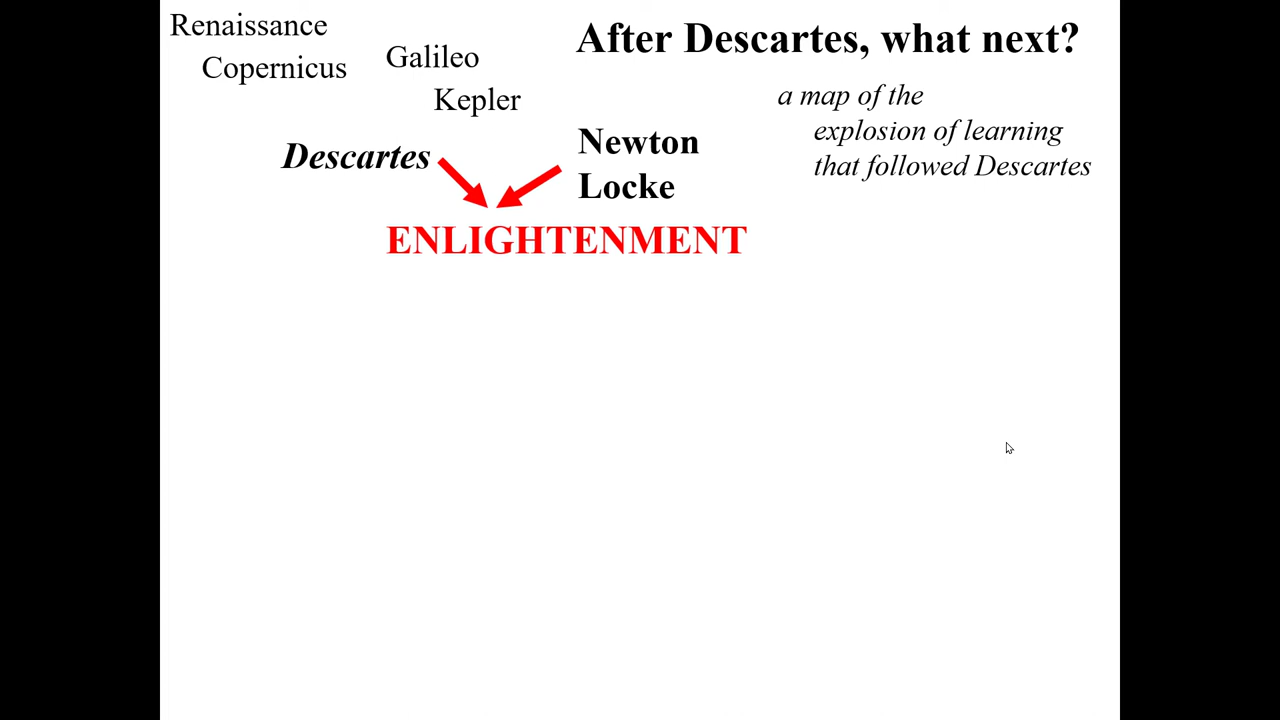 Renaissance
Copernicus
Galileo
Kepler
After Descartes, what next?
a map of the
explosion of learning
that followed Descartes
Descartes
Newton
Locke
ENLIGHTENMENT